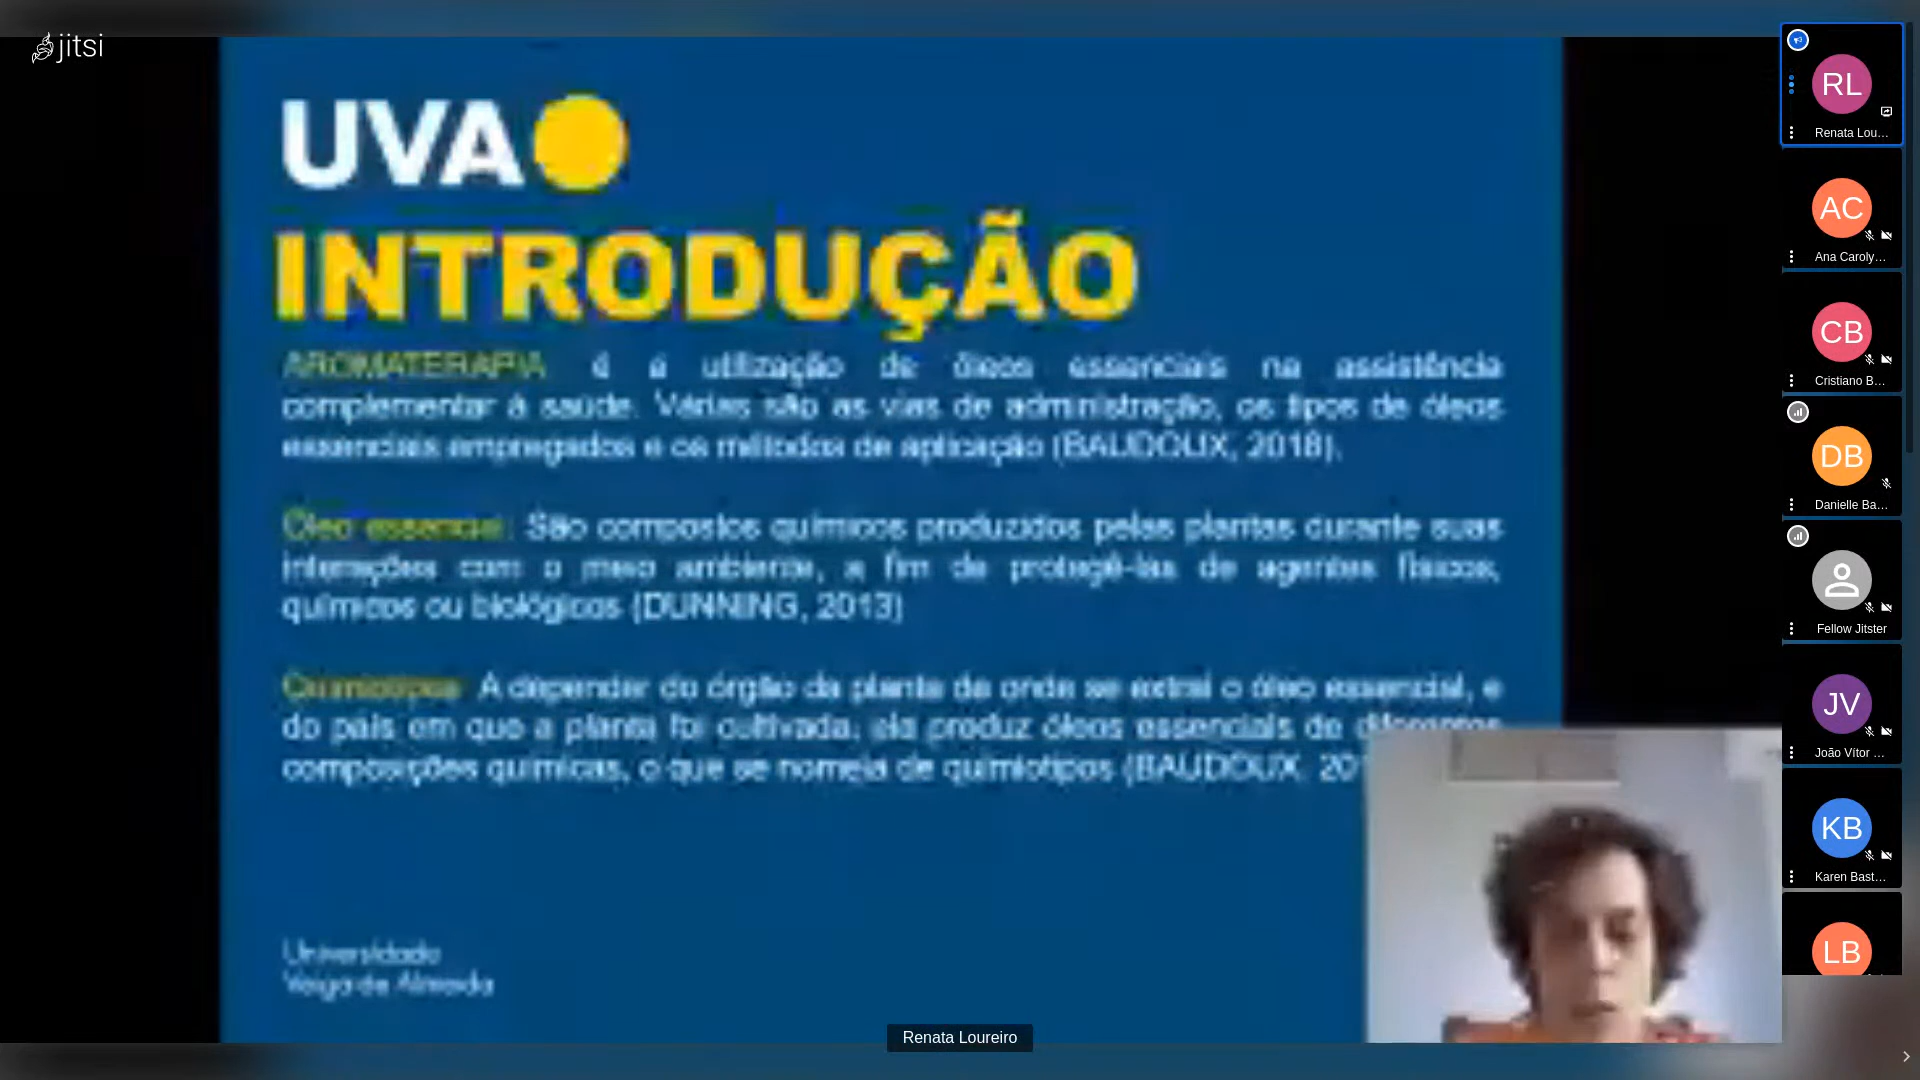 jitsi
UVA
INTRODUÇÃO
AROMATERAPIA é a utilização de óleos essenciais na assistência
complementar à saúde. Várias são as vias de administração, os tipos de óleos
essenciais empregados e os métodos de aplicação (BAUDOUX, 2018).
Óleo essencial: São compostos químicos produzidos pelas plantas durante suas
interações com o meio ambiente, a fim de protegê-las de agentes físicos,
químicos ou biológicos (DUNNING, 2013)
Quimiotipos A depender do órgão da planta de onde se extrai o óleo essencial, e
do país em que a planta foi cultivada, ela produz óleos essenciais de diferentes
composições químicas, o que se nomeia de quimiotipos (BAUDOUX, 201
Universidade
Veiga de Almeida
Renata Loureiro
RL
Renata Lou...
AC
Ana Caroly...
CB
Cristiano B...
DB
Danielle Ba...
Fellow Jitster
JV
João Vítor ...
KB
Karen Bast...
LB